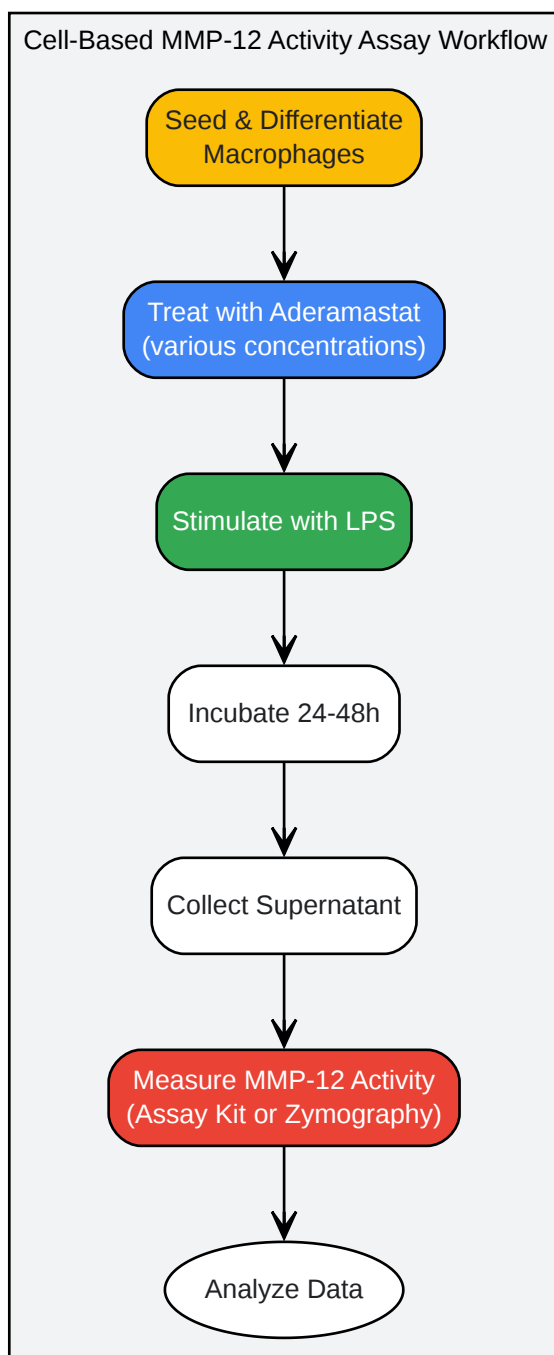 Cell-Based MMP-12 Activity Assay Workflow
Seed & Differentiate
Macrophages
Treat with Aderamastat
(various concentrations)
Stimulate with LPS
Incubate 24-48h
Collect Supernatant
Measure MMP-12 Activity
(Assay Kit or Zymography)
Analyze Data